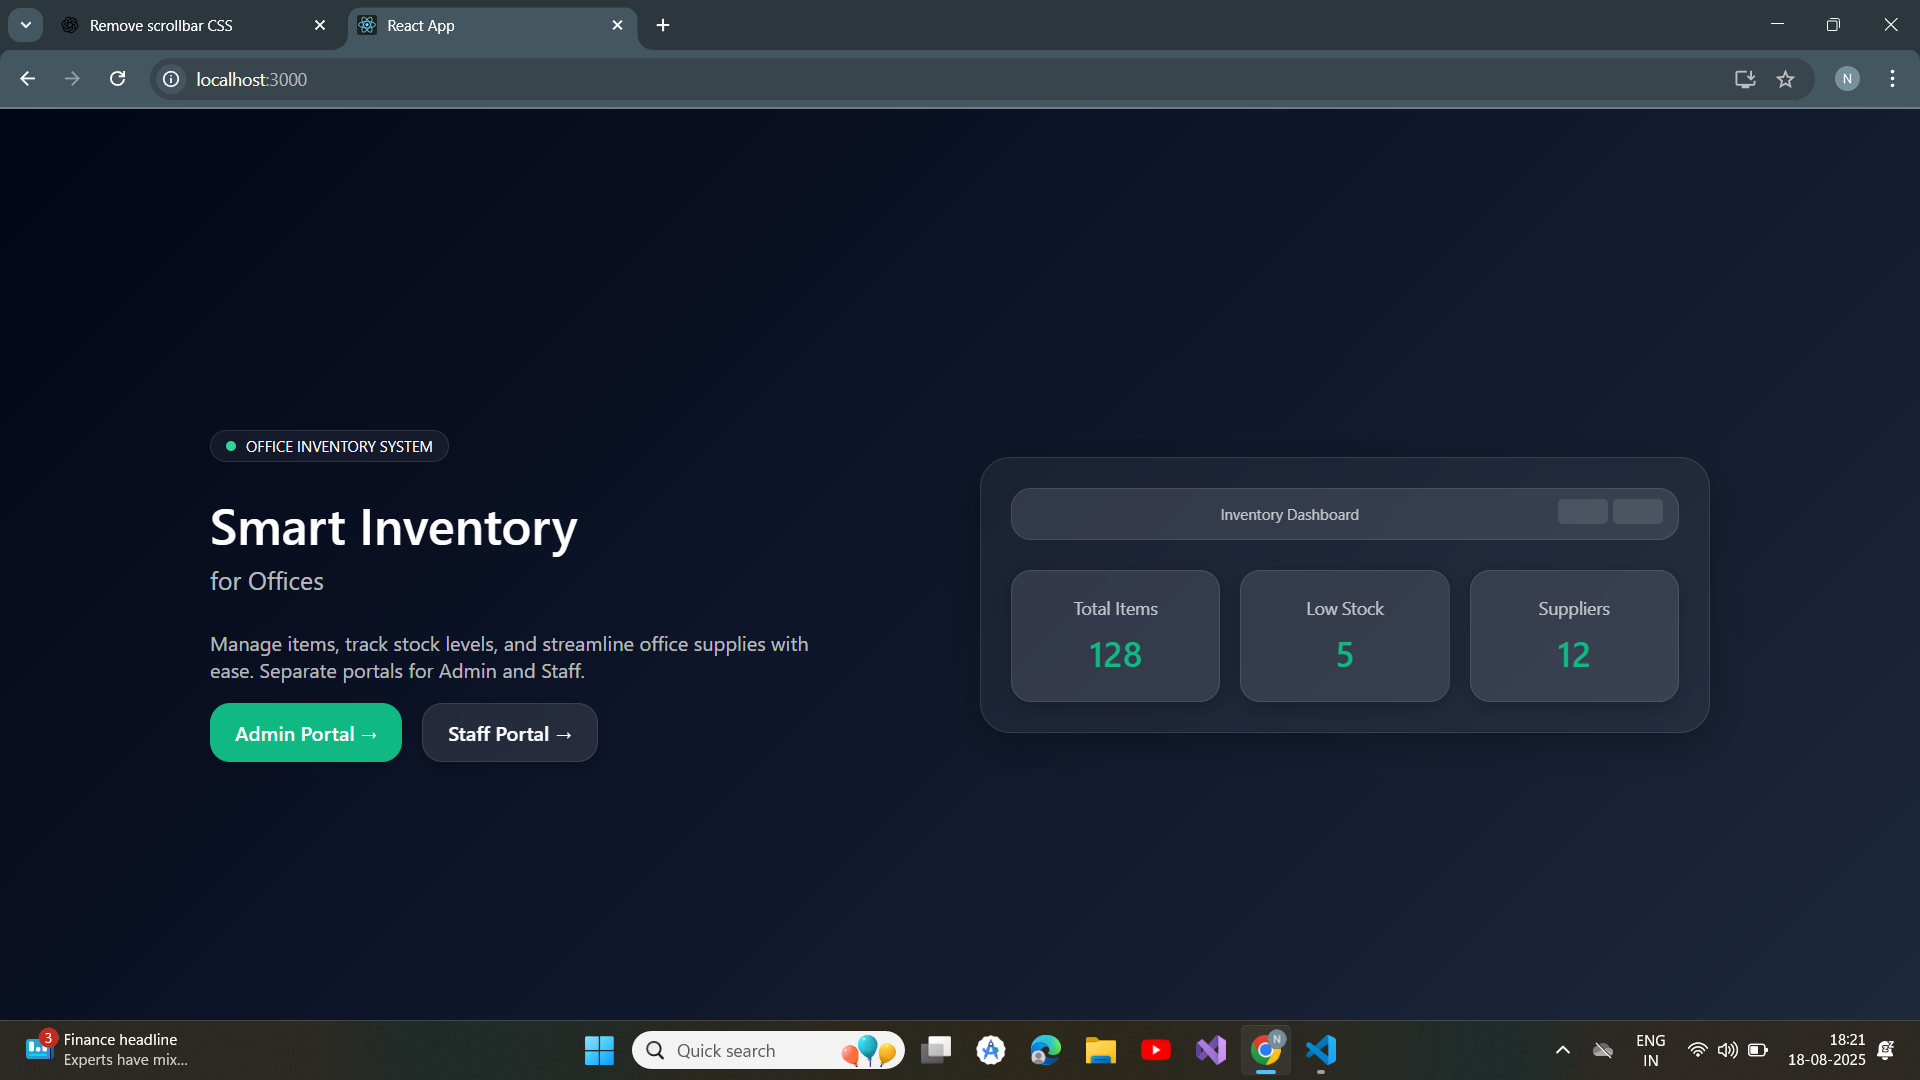 Remove scrollbar CSS
React App
localhost:3000
N
OFFICE INVENTORY SYSTEM
Smart Inventory
for Offices
Manage items, track stock levels, and streamline office supplies with
ease. Separate portals for Admin and Staff.
Admin Portal →
Staff Portal →
Inventory Dashboard
Total Items
128
Low Stock
5
Suppliers
12
3
Finance headline
Experts have mix...
Quick search
N
ENG
IN
18:21
18-08-2025